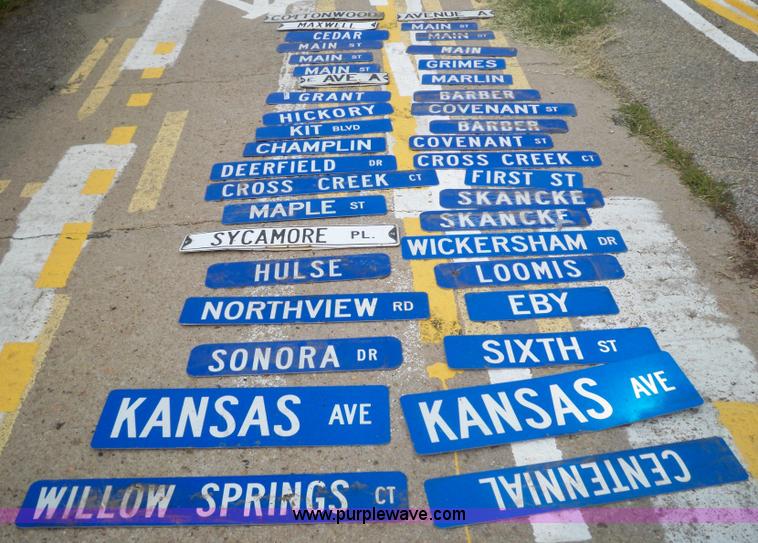 COTTONWOOD
AVENUE A
MAXWELL
MAIN ST
CEDAR
MAIN ST
MAIN ST
MAIN
MAIN ST
GRIMES
MAIN ST
MARLIN
AVE A
GRANT
BARBER
HICKORY
COVENANT ST
KIT BLVD
BARBER
CHAMPLIN
COVENANT ST
DEERFIELD DR
CROSS CREEK CT
CROSS CREEK CT
FIRST ST
MAPLE ST
SKANCKE
SKANCKE
SYCAMORE PL.
WICKERSHAM DR
HULSE
LOOMIS
NORTHVIEW RD
EBY
SONORA DR
SIXTH ST
KANSAS AVE
KANSAS AVE
WILLOW SPRINGS CT
CENTENNIAL
www.purplewave.com